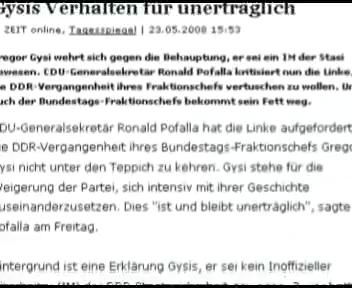 Gysis Verhalten für unerträglich
ZEIT online, Tagesspiegel | 23.05.2008 15:53
regor Gysi wehrt sich gegen die Behauptung, er sei ein IM der Stasi
ewesen. CDU-Generalsekretär Ronald Pofalla kritisiert nun die Linke,
e DDR-Vergangenheit ihres Fraktionschefs vertuschen zu wollen. Un
uch der Bundestags-Fraktionschefs bekommt sein Fett weg.
DU-Generalsekretär Ronald Pofalla hat die Linke aufgefordert
ie DDR-Vergangenheit ihres Bundestags-Fraktionschefs Grego
ysi nicht unter den Teppich zu kehren. Gysi stehe für die
Weigerung der Partei, sich intensiv mit ihrer Geschichte
useinanderzusetzen. Dies "ist und bleibt unerträglich", sagte
ofalla am Freitag.
intergrund ist eine Erklärung Gysis, er sei kein Inoffizieller